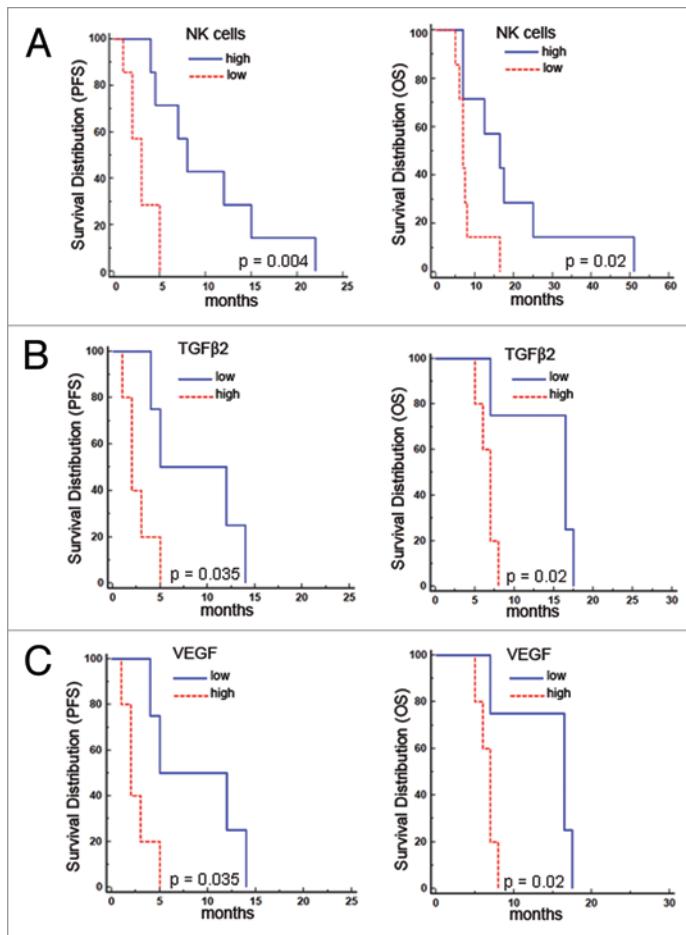 A
NK cells
high
low
Survival Distribution (PFS)
100
80
60
40
20
0
p = 0.004
0 5 10 15 20 25
months
NK cells
high
low
Survival Distribution (OS)
100
80
60
40
20
0
p = 0.02
0 10 20 30 40 50 60
months
B
TGFβ2
low
high
Survival Distribution (PFS)
100
80
60
40
20
0
p = 0.035
0 5 10 15 20 25
months
TGFβ2
low
high
Survival Distribution (OS)
100
80
60
40
20
0
p = 0.02
0 5 10 15 20 25 30
months
C
VEGF
low
high
Survival Distribution (PFS)
100
80
60
40
20
0
p = 0.035
0 5 10 15 20 25
months
VEGF
low
high
Survival Distribution (OS)
100
80
60
40
20
0
p = 0.02
0 5 10 15 20 25 30
months